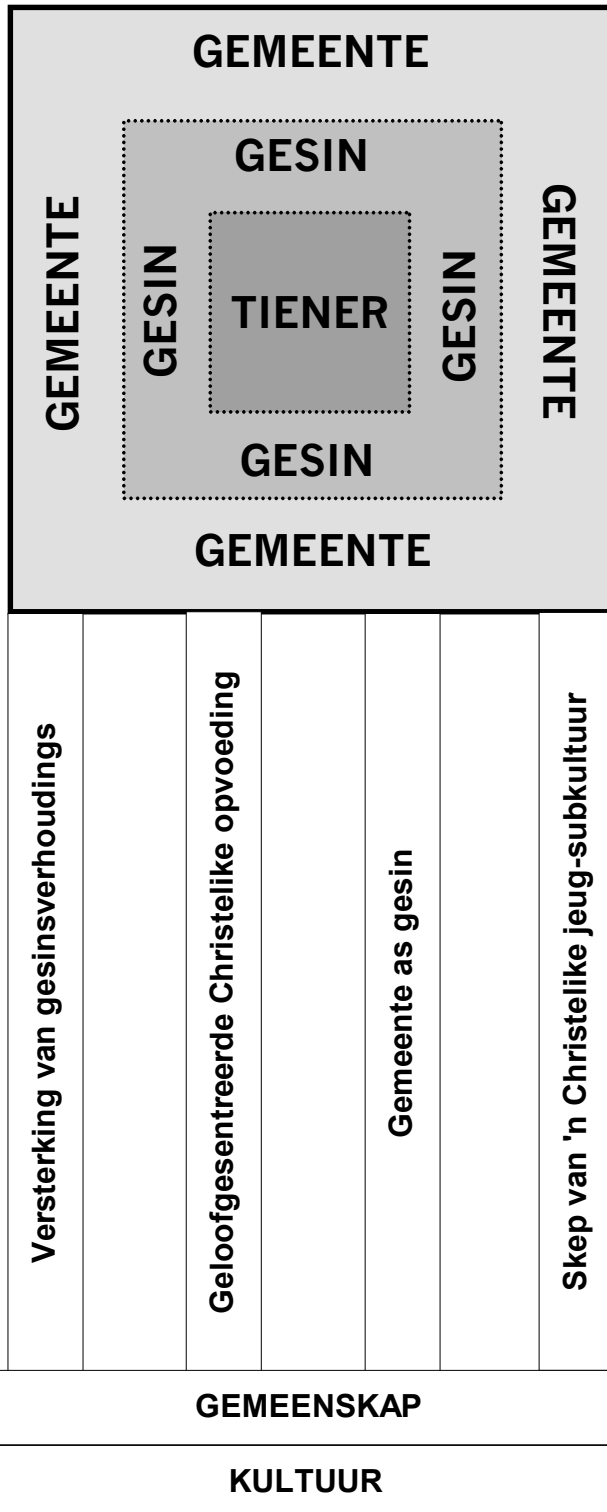 GEMEENTE
GESIN
GEMEENTE
GESIN
TIENER
GESIN
GEMEENTE
GESIN
GEMEENTE
Versterking van gesinsverhoudings
Geloofgesentreerde Christelike opvoeding
Gemeente as gesin
Skep van 'n Christelike jeug-subkultuur
GEMEENSKAP
KULTUUR